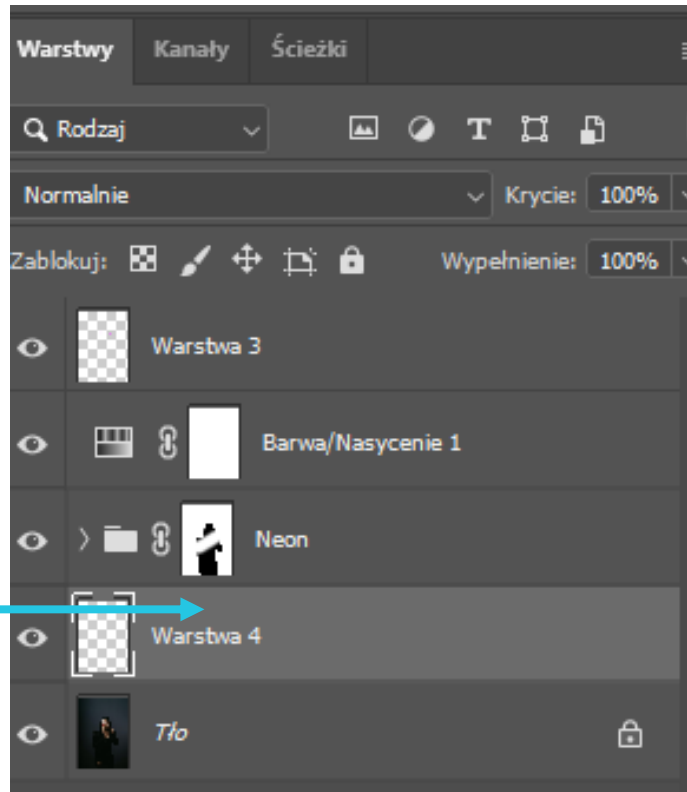 Warstwy Kanały Ścieżki
Rodzaj
Normalnie Krycie: 100%
Zablokuj: Wypełnienie: 100%
Warstwa 3
Barwa/Nasycenie 1
Neon
Warstwa 4
Tło